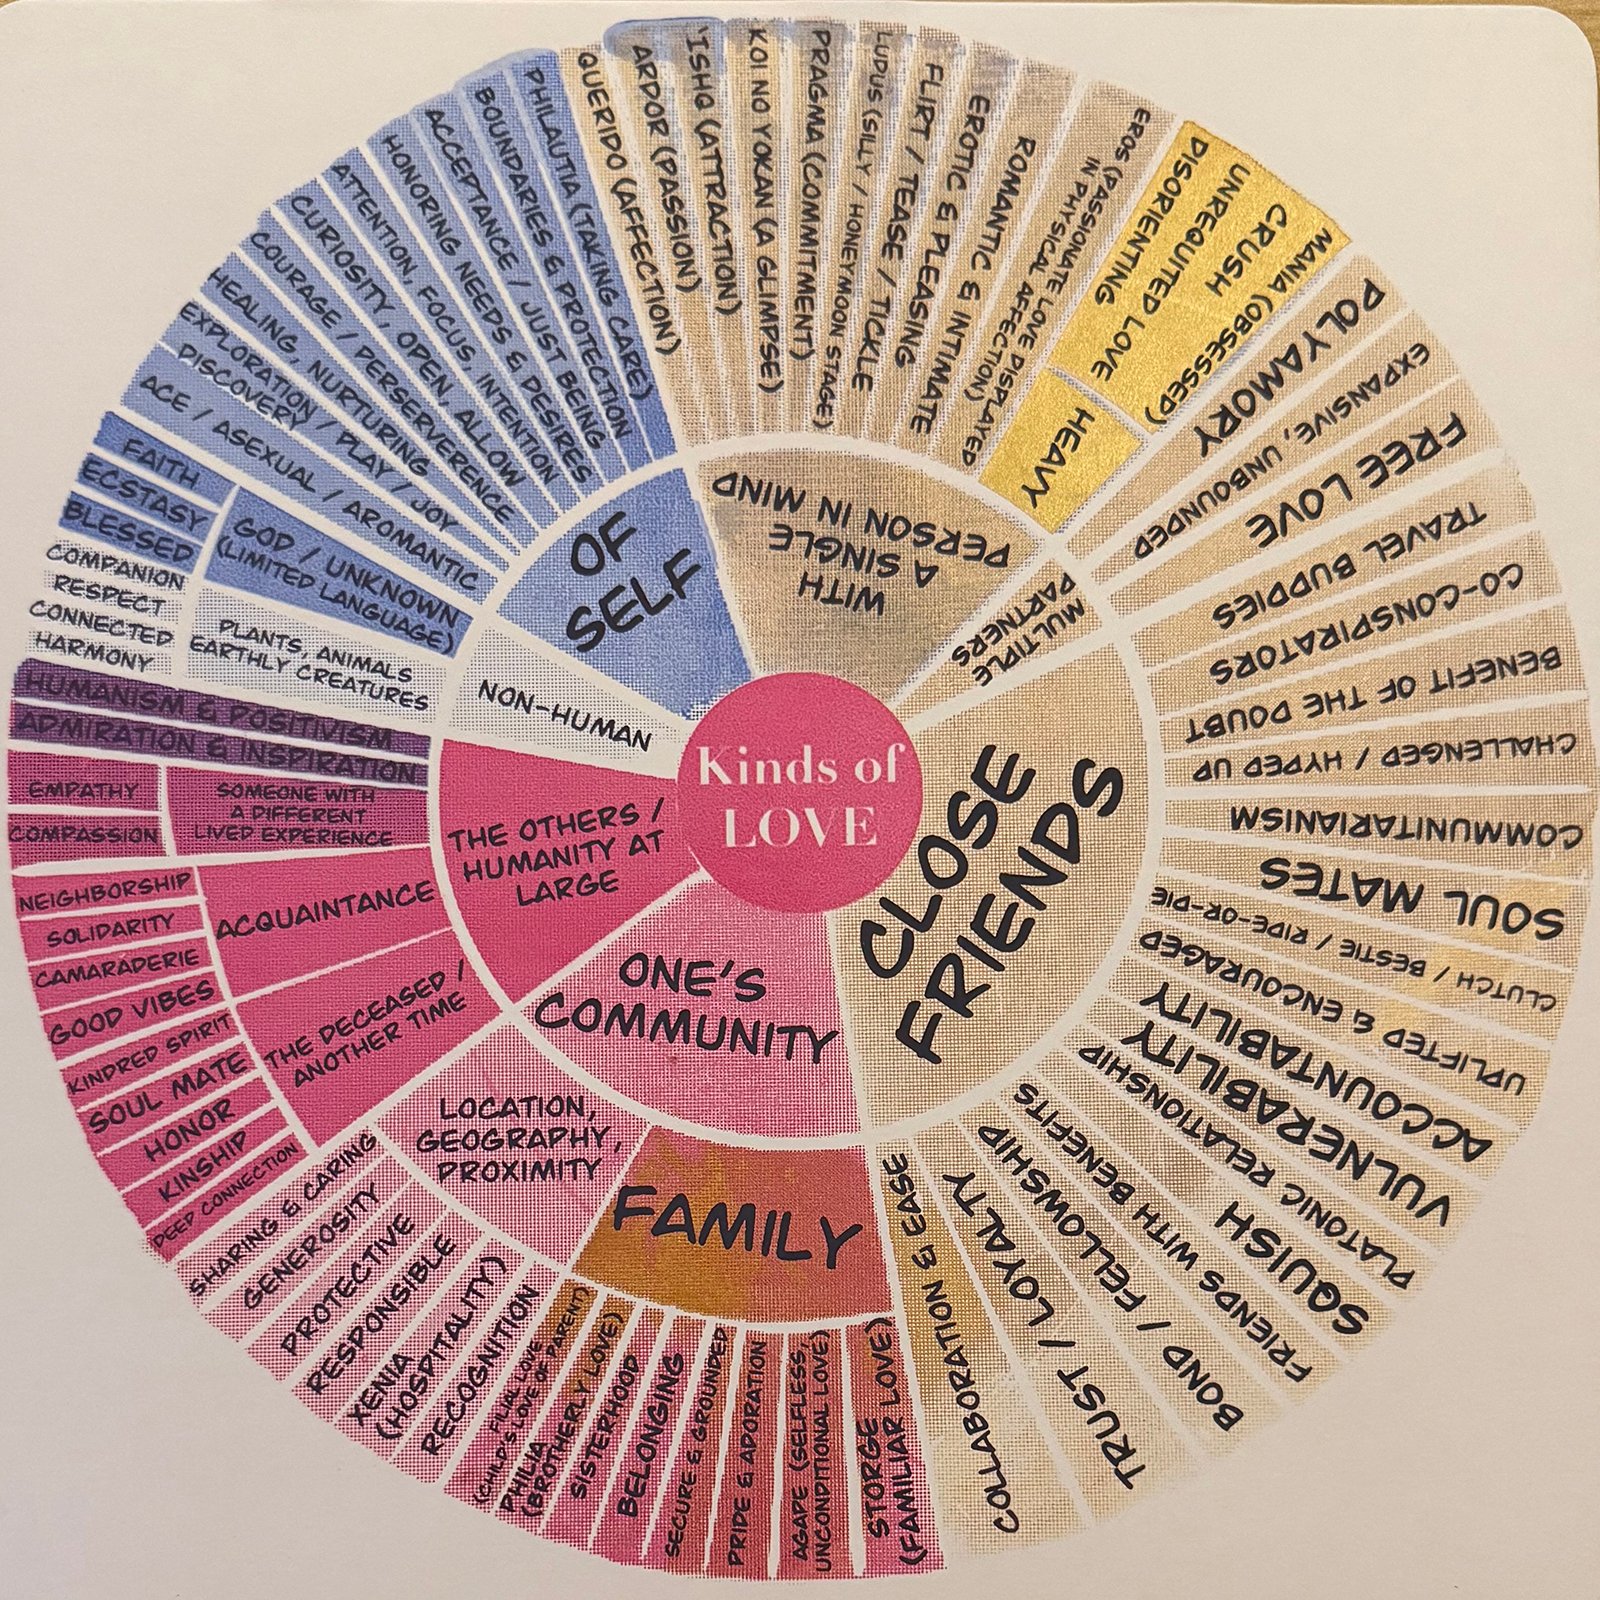 Kinds of
LOVE
OF
SELF
PHILAUTIA (TAKING CARE)
BOUNDARIES & PROTECTION
ACCEPTANCE / JUST BEING
HONORING NEEDS & DESIRES
ATTENTION, FOCUS, INTENTION
CURIOSITY, OPEN, ALLOW
COURAGE / PERSERVERENCE
HEALING, NURTURING
EXPLORATION / PLAY / JOY
DISCOVERY
ACE / ASEXUAL / AROMANTIC
WITH
A SINGLE
PERSON IN MIND
QUERIDO (AFFECTION)
ARDOR (PASSION)
'ISHQ (ATTRACTION)
KOI NO YOKAN (A GLIMPSE)
PRAGMA (COMMITMENT)
LUDUS (SILLY / HONEYMOON STAGE)
FLIRT / TEASE / TICKLE
EROTIC & PLEASING
ROMANTIC & INTIMATE
EROS (PASSIONATE LOVE DISPLAYED
IN PHYSICAL AFFECTION)
HEAVY
DISORIENTING
UNREQUITED LOVE
CRUSH
MANIA (OBSESSED)
MULTIPLE
PARTNERS
POLYAMORY
EXPANSIVE, UNBOUNDED
FREE LOVE
CLOSE
FRIENDS
TRAVEL BUDDIES
CO-CONSPIRATORS
BENEFIT OF THE DOUBT
CHALLENGED / HYPED UP
COMMUNITARIANISM
SOUL MATES
CLUTCH / BESTIE / RIDE-OR-DIE
UPLIFTED & ENCOURAGED
ACCOUNTABILITY
VULNERABILITY
PLATONIC RELATIONSHIP
SQUISH
FRIENDS WITH BENEFITS
BOND / FELLOWSHIP
TRUST / LOYALTY
COLLABORATION & EASE
ONE'S
COMMUNITY
FAMILY
STORGE
(FAMILIAR LOVE)
AGAPE (SELFLESS,
UNCONDITIONAL LOVE)
PRIDE & ADORATION
SECURE & GROUNDED
BELONGING
SISTERHOOD
PHILIA
(BROTHERLY LOVE)
FILIAL LOVE
(CHILD'S LOVE OF PARENT)
LOCATION,
GEOGRAPHY,
PROXIMITY
RECOGNITION
XENIA
(HOSPITALITY)
RESPONSIBLE
PROTECTIVE
GENEROSITY
SHARING & CARING
THE OTHERS /
HUMANITY AT
LARGE
THE DECEASED /
ANOTHER TIME
DEEP CONNECTION
KINSHIP
HONOR
SOUL MATE
KINDRED SPIRIT
ACQUAINTANCE
GOOD VIBES
CAMARADERIE
SOLIDARITY
NEIGHBORSHIP
SOMEONE WITH
A DIFFERENT
LIVED EXPERIENCE
COMPASSION
EMPATHY
ADMIRATION & INSPIRATION
HUMANISM & POSITIVISM
NON-HUMAN
PLANTS, ANIMALS
EARTHLY CREATURES
HARMONY
CONNECTED
RESPECT
COMPANION
GOD / UNKNOWN
(LIMITED LANGUAGE)
BLESSED
ECSTASY
FAITH